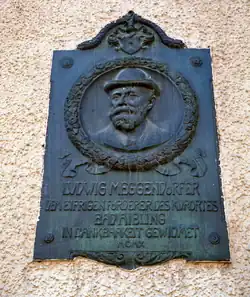 LUDWIG MEGGENDORFER
DEM EIFRIGEN FÖRDERER DES KURORTES
BAD AIBLING
IN DANKBARKEIT GEWIDMET